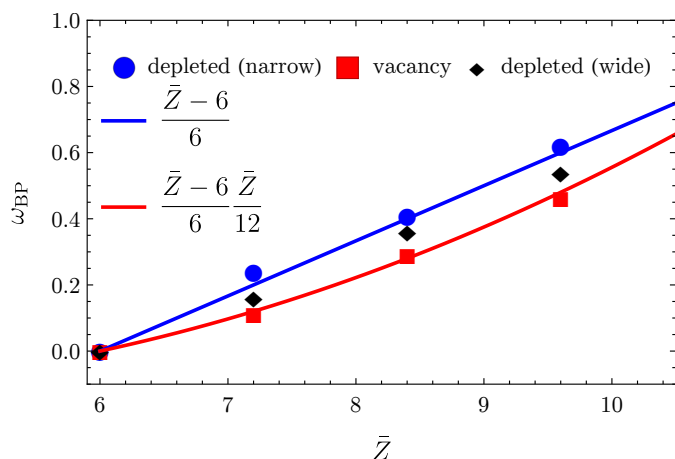 1.0
0.8
0.6
0.4
0.2
0.0
ω_BP
depleted (narrow) vacancy depleted (wide)
Z̄ − 6
6
Z̄ − 6 Z̄
6 12
6 7 8 9 10
Z̄